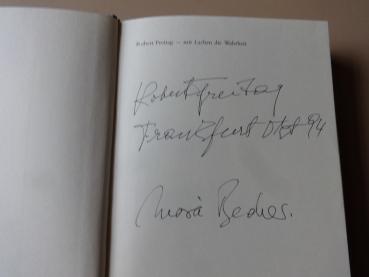 Robert Freitag – mit Lachen die Wahrheit
Robert Freitag
Frankfurt Okt 94
Maria Becker.